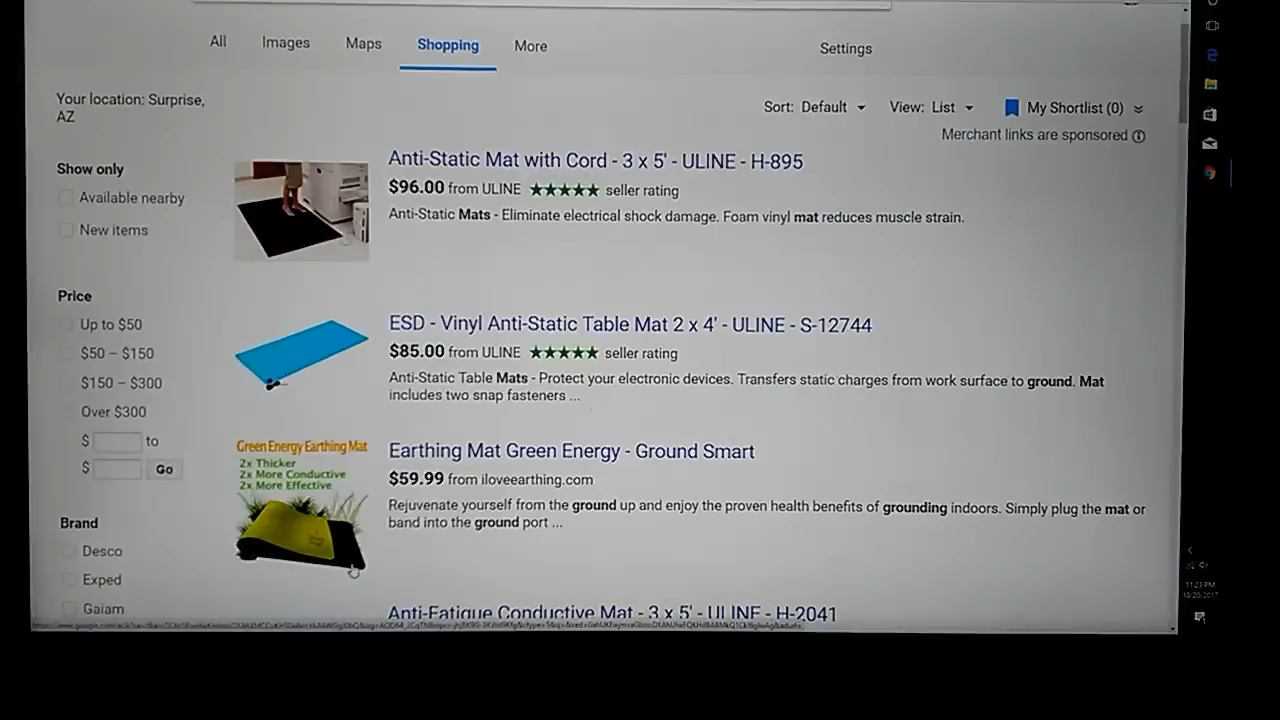 All Images Maps Shopping More Settings
Your location: Surprise,
AZ
Sort: Default View: List My Shortlist (0)
Merchant links are sponsored
Show only
Available nearby
New items
Price
Up to $50
$50 – $150
$150 – $300
Over $300
$ to
$ Go
Brand
Desco
Exped
Gaiam
Anti-Static Mat with Cord - 3 x 5' - ULINE - H-895
$96.00 from ULINE ★★★★★ seller rating
Anti-Static Mats - Eliminate electrical shock damage. Foam vinyl mat reduces muscle strain.
ESD - Vinyl Anti-Static Table Mat 2 x 4' - ULINE - S-12744
$85.00 from ULINE ★★★★★ seller rating
Anti-Static Table Mats - Protect your electronic devices. Transfers static charges from work surface to ground. Mat
includes two snap fasteners ...
Green Energy Earthing Mat
2x Thicker
2x More Conductive
2x More Effective
Earthing Mat Green Energy - Ground Smart
$59.99 from iloveearthing.com
Rejuvenate yourself from the ground up and enjoy the proven health benefits of grounding indoors. Simply plug the mat or
band into the ground port ...
Anti-Fatigue Conductive Mat - 3 x 5' - ULINE - H-2041
11:23 PM
10/20/2017